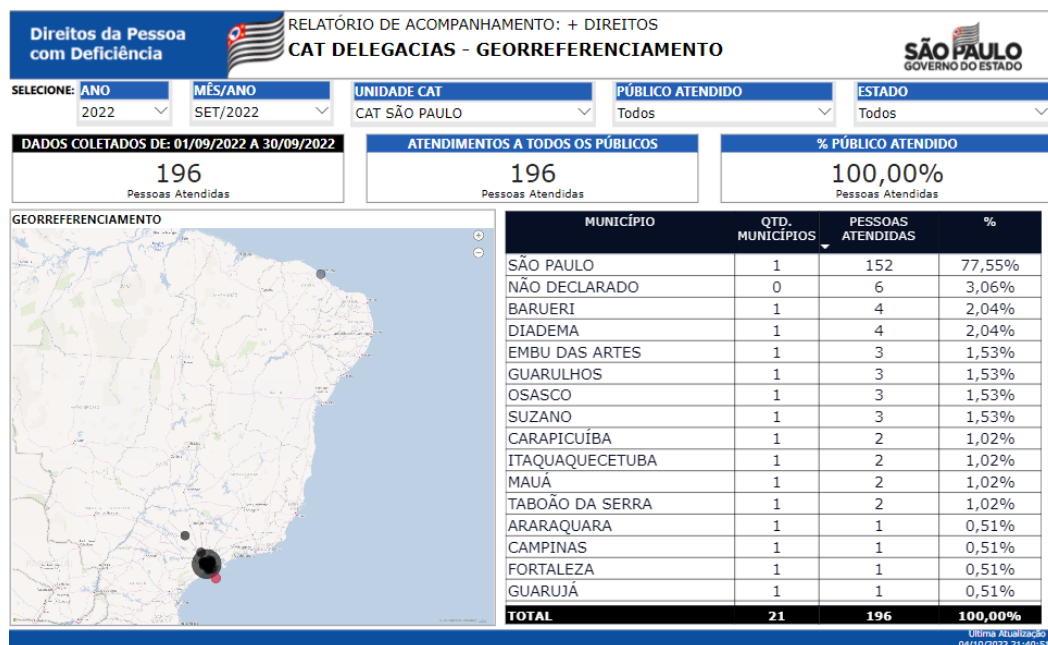 Direitos da Pessoa
com Deficiência
RELATÓRIO DE ACOMPANHAMENTO: + DIREITOS
CAT DELEGACIAS - GEORREFERENCIAMENTO
SÃO PAULO
GOVERNO DO ESTADO
SELECIONE: ANO MÊS/ANO UNIDADE CAT PÚBLICO ATENDIDO ESTADO
2022 SET/2022 CAT SÃO PAULO Todos Todos
DADOS COLETADOS DE: 01/09/2022 A 30/09/2022
196
Pessoas Atendidas
ATENDIMENTOS A TODOS OS PÚBLICOS
196
Pessoas Atendidas
% PÚBLICO ATENDIDO
100,00%
Pessoas Atendidas
GEORREFERENCIAMENTO
MUNICÍPIO QTD. MUNICÍPIOS PESSOAS ATENDIDAS %
SÃO PAULO 1 152 77,55%
NÃO DECLARADO 0 6 3,06%
BARUERI 1 4 2,04%
DIADEMA 1 4 2,04%
EMBU DAS ARTES 1 3 1,53%
GUARULHOS 1 3 1,53%
OSASCO 1 3 1,53%
SUZANO 1 3 1,53%
CARAPICUÍBA 1 2 1,02%
ITAQUAQUECETUBA 1 2 1,02%
MAUÁ 1 2 1,02%
TABOÃO DA SERRA 1 2 1,02%
ARARAQUARA 1 1 0,51%
CAMPINAS 1 1 0,51%
FORTALEZA 1 1 0,51%
GUARUJÁ 1 1 0,51%
TOTAL 21 196 100,00%
Última Atualização
04/10/2022